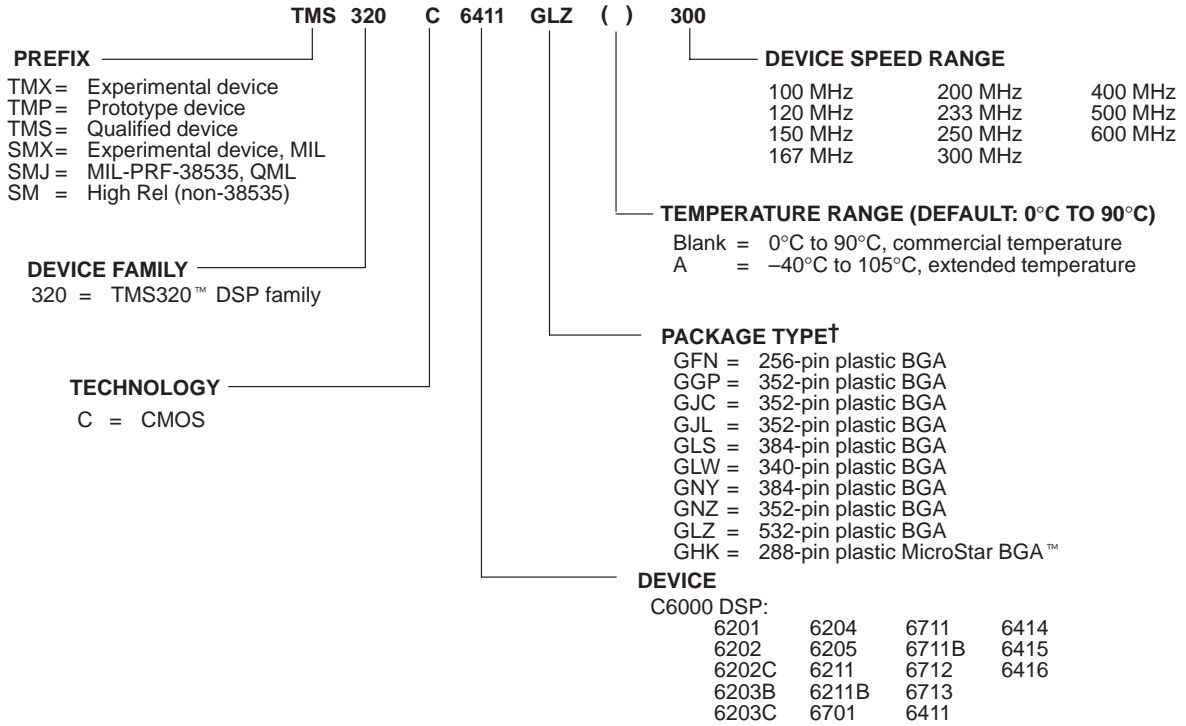 TMS 320 C 6411 GLZ ( ) 300
PREFIX
TMX = Experimental device
TMP = Prototype device
TMS = Qualified device
SMX = Experimental device, MIL
SMJ = MIL-PRF-38535, QML
SM = High Rel (non-38535)
DEVICE SPEED RANGE
100 MHz 200 MHz 400 MHz
120 MHz 233 MHz 500 MHz
150 MHz 250 MHz 600 MHz
167 MHz 300 MHz
TEMPERATURE RANGE (DEFAULT: 0°C TO 90°C)
Blank = 0°C to 90°C, commercial temperature
A = –40°C to 105°C, extended temperature
DEVICE FAMILY
320 = TMS320™ DSP family
PACKAGE TYPE†
GFN = 256-pin plastic BGA
GGP = 352-pin plastic BGA
GJC = 352-pin plastic BGA
GJL = 352-pin plastic BGA
GLS = 384-pin plastic BGA
GLW = 340-pin plastic BGA
GNY = 384-pin plastic BGA
GNZ = 352-pin plastic BGA
GLZ = 532-pin plastic BGA
GHK = 288-pin plastic MicroStar BGA™
TECHNOLOGY
C = CMOS
DEVICE
C6000 DSP:
6201 6204 6711 6414
6202 6205 6711B 6415
6202C 6211 6712 6416
6203B 6211B 6713
6203C 6701 6411